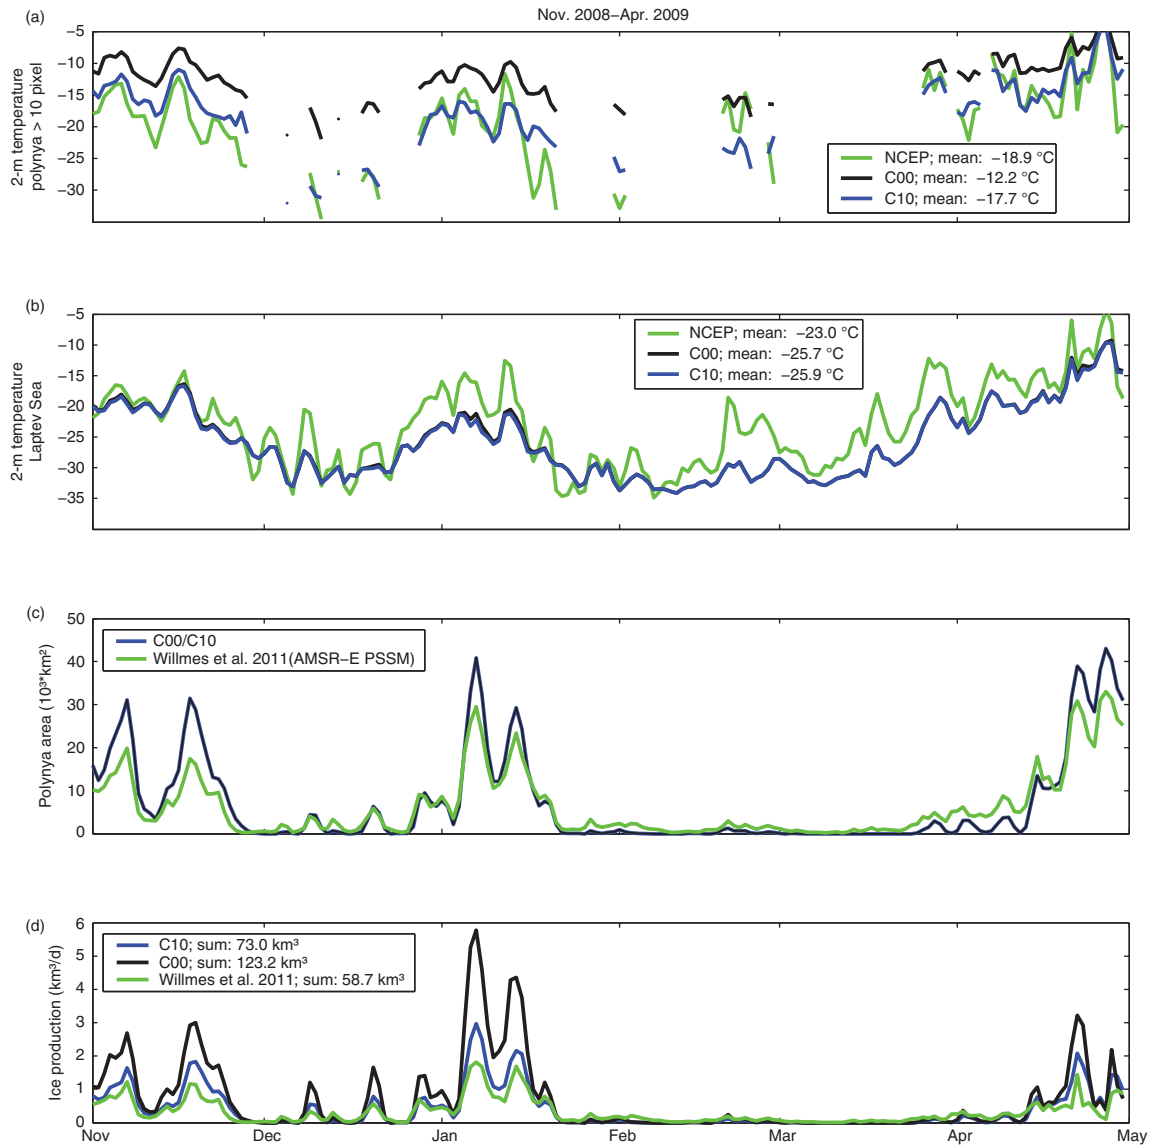 Nov. 2008−Apr. 2009
(a)
2−m temperature
polynya > 10 pixel
−5
−10
−15
−20
−25
−30
NCEP; mean: −18.9 °C
C00; mean: −12.2 °C
C10; mean: −17.7 °C
(b)
2−m temperature
Laptev Sea
−5
−10
−15
−20
−25
−30
−35
NCEP; mean: −23.0 °C
C00; mean: −25.7 °C
C10; mean: −25.9 °C
(c)
Polynya area (10³*km²)
50
40
30
20
10
0
C00/C10
Willmes et al. 2011(AMSR−E PSSM)
(d)
Ice production (km³/d)
6
5
4
3
2
1
0
C10; sum: 73.0 km³
C00; sum: 123.2 km³
Willmes et al. 2011; sum: 58.7 km³
Nov Dec Jan Feb Mar Apr May